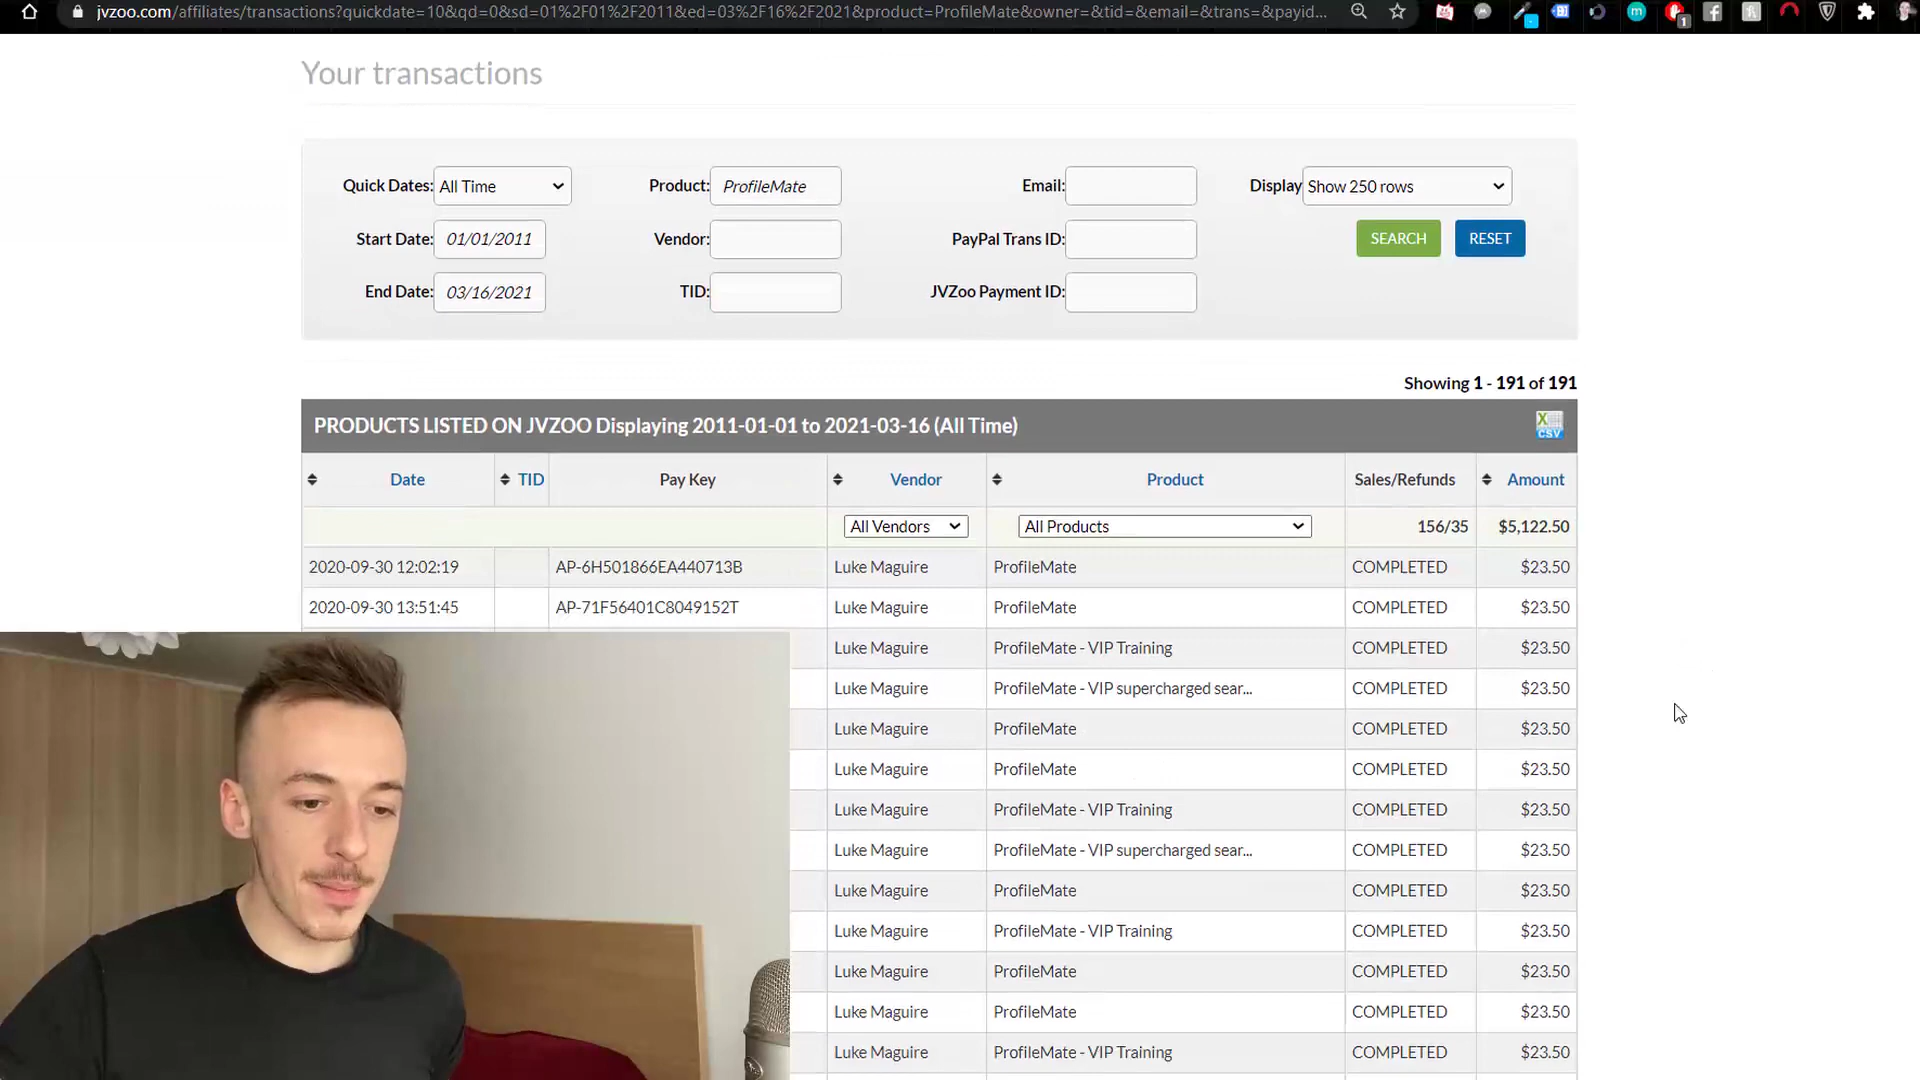 jvzoo.com/affiliates/transactions?quickdate=10&qd=0&sd=01%2F01%2F2011&ed=03%2F16%2F2021&product=ProfileMate&owner=&tid=&email=&trans=&payid...
Your transactions
Quick Dates: All Time Product: ProfileMate Email: Display Show 250 rows
Start Date: 01/01/2011 Vendor: PayPal Trans ID: SEARCH RESET
End Date: 03/16/2021 TID: JVZoo Payment ID:
Showing 1 - 191 of 191
PRODUCTS LISTED ON JVZOO Displaying 2011-01-01 to 2021-03-16 (All Time) CSV
Date TID Pay Key Vendor Product Sales/Refunds Amount
All Vendors All Products 156/35 $5,122.50
2020-09-30 12:02:19 AP-6H501866EA440713B Luke Maguire ProfileMate COMPLETED $23.50
2020-09-30 13:51:45 AP-71F56401C8049152T Luke Maguire ProfileMate COMPLETED $23.50
Luke Maguire ProfileMate - VIP Training COMPLETED $23.50
Luke Maguire ProfileMate - VIP supercharged sear... COMPLETED $23.50
Luke Maguire ProfileMate COMPLETED $23.50
Luke Maguire ProfileMate COMPLETED $23.50
Luke Maguire ProfileMate - VIP Training COMPLETED $23.50
Luke Maguire ProfileMate - VIP supercharged sear... COMPLETED $23.50
Luke Maguire ProfileMate COMPLETED $23.50
Luke Maguire ProfileMate - VIP Training COMPLETED $23.50
Luke Maguire ProfileMate COMPLETED $23.50
Luke Maguire ProfileMate COMPLETED $23.50
Luke Maguire ProfileMate - VIP Training COMPLETED $23.50